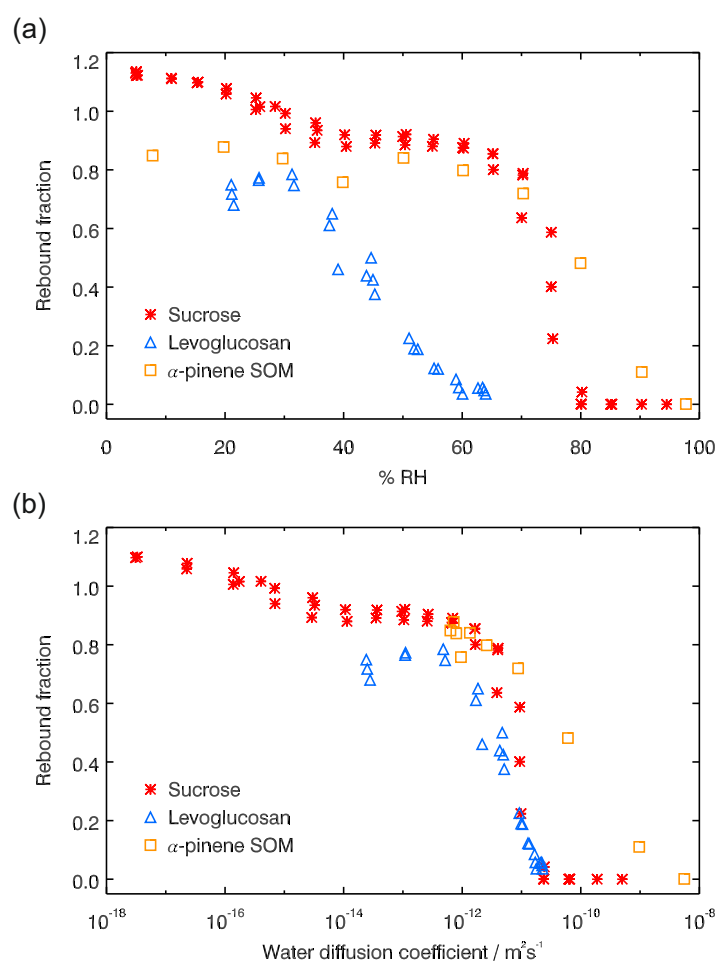 (a)
1.2
1.0
0.8
0.6
0.4
0.2
0.0
Rebound fraction
Sucrose
Levoglucosan
α-pinene SOM
0 20 40 60 80 100
% RH
(b)
1.2
1.0
0.8
0.6
0.4
0.2
0.0
Rebound fraction
Sucrose
Levoglucosan
α-pinene SOM
10⁻¹⁸ 10⁻¹⁶ 10⁻¹⁴ 10⁻¹² 10⁻¹⁰ 10⁻⁸
Water diffusion coefficient / m²s⁻¹